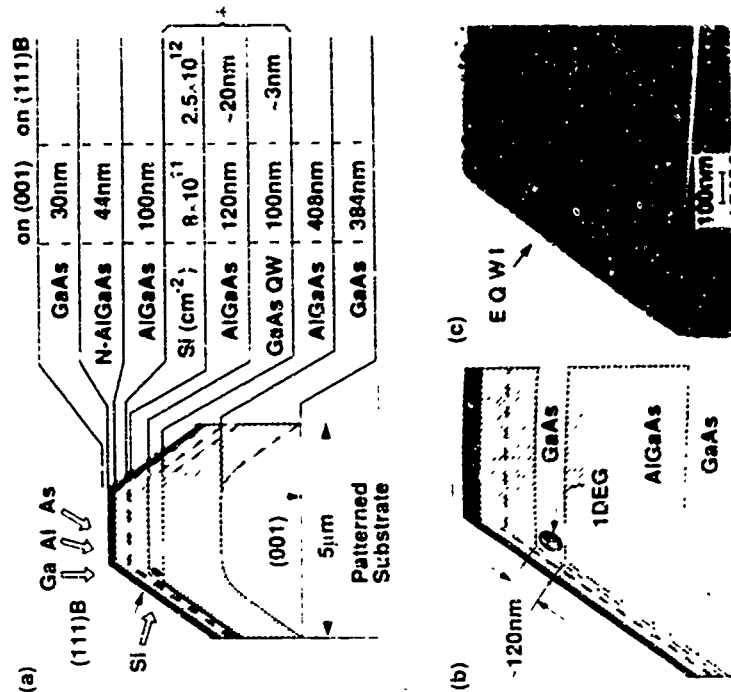 (a)
Ga Al As
(111)B
Si
(001)
5μm
Patterned
Substrate
on (001) on (111)B
GaAs 30nm
N-AlGaAs 44nm
AlGaAs 100nm
Si (cm⁻²) 8×10¹¹ 2.5×10¹²
AlGaAs 120nm ~20nm
GaAs QW 100nm ~3nm
AlGaAs 408nm
GaAs 384nm
(b)
~120nm
GaAs
1DEG
AlGaAs
GaAs
(c)
E Q W I
100nm